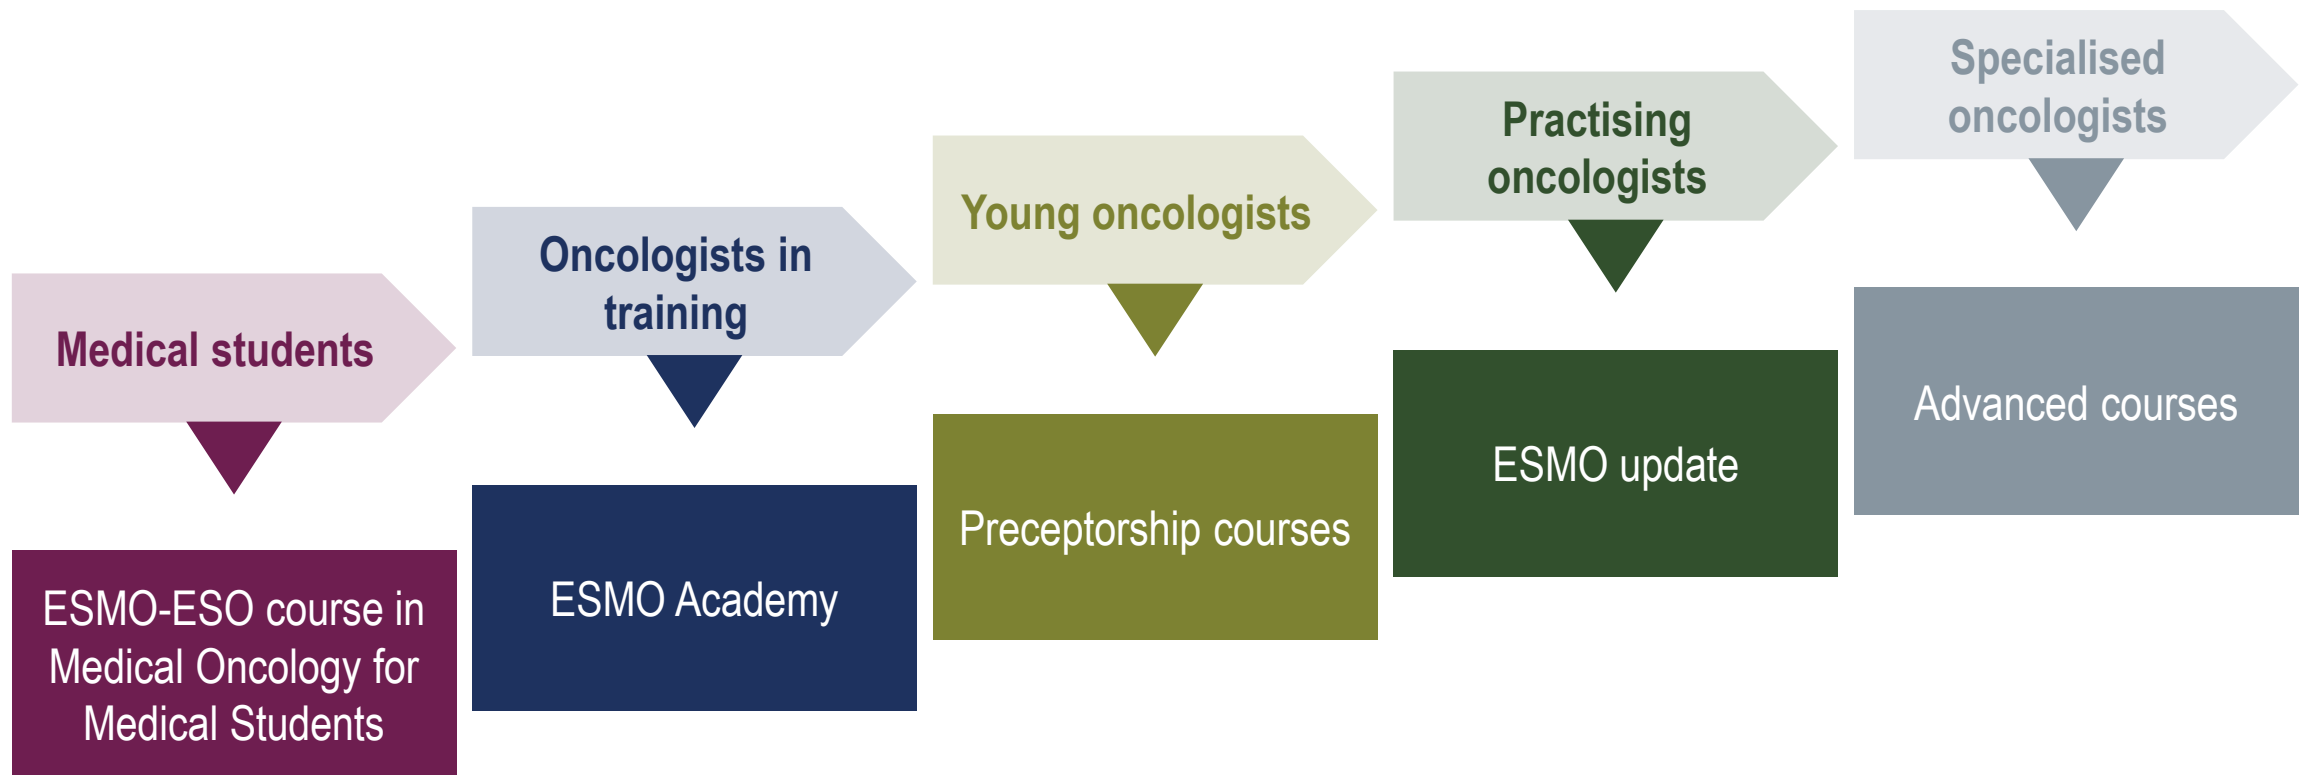 Medical students
ESMO-ESO course in
Medical Oncology for
Medical Students
Oncologists in
training
ESMO Academy
Young oncologists
Preceptorship courses
Practising
oncologists
ESMO update
Specialised
oncologists
Advanced courses